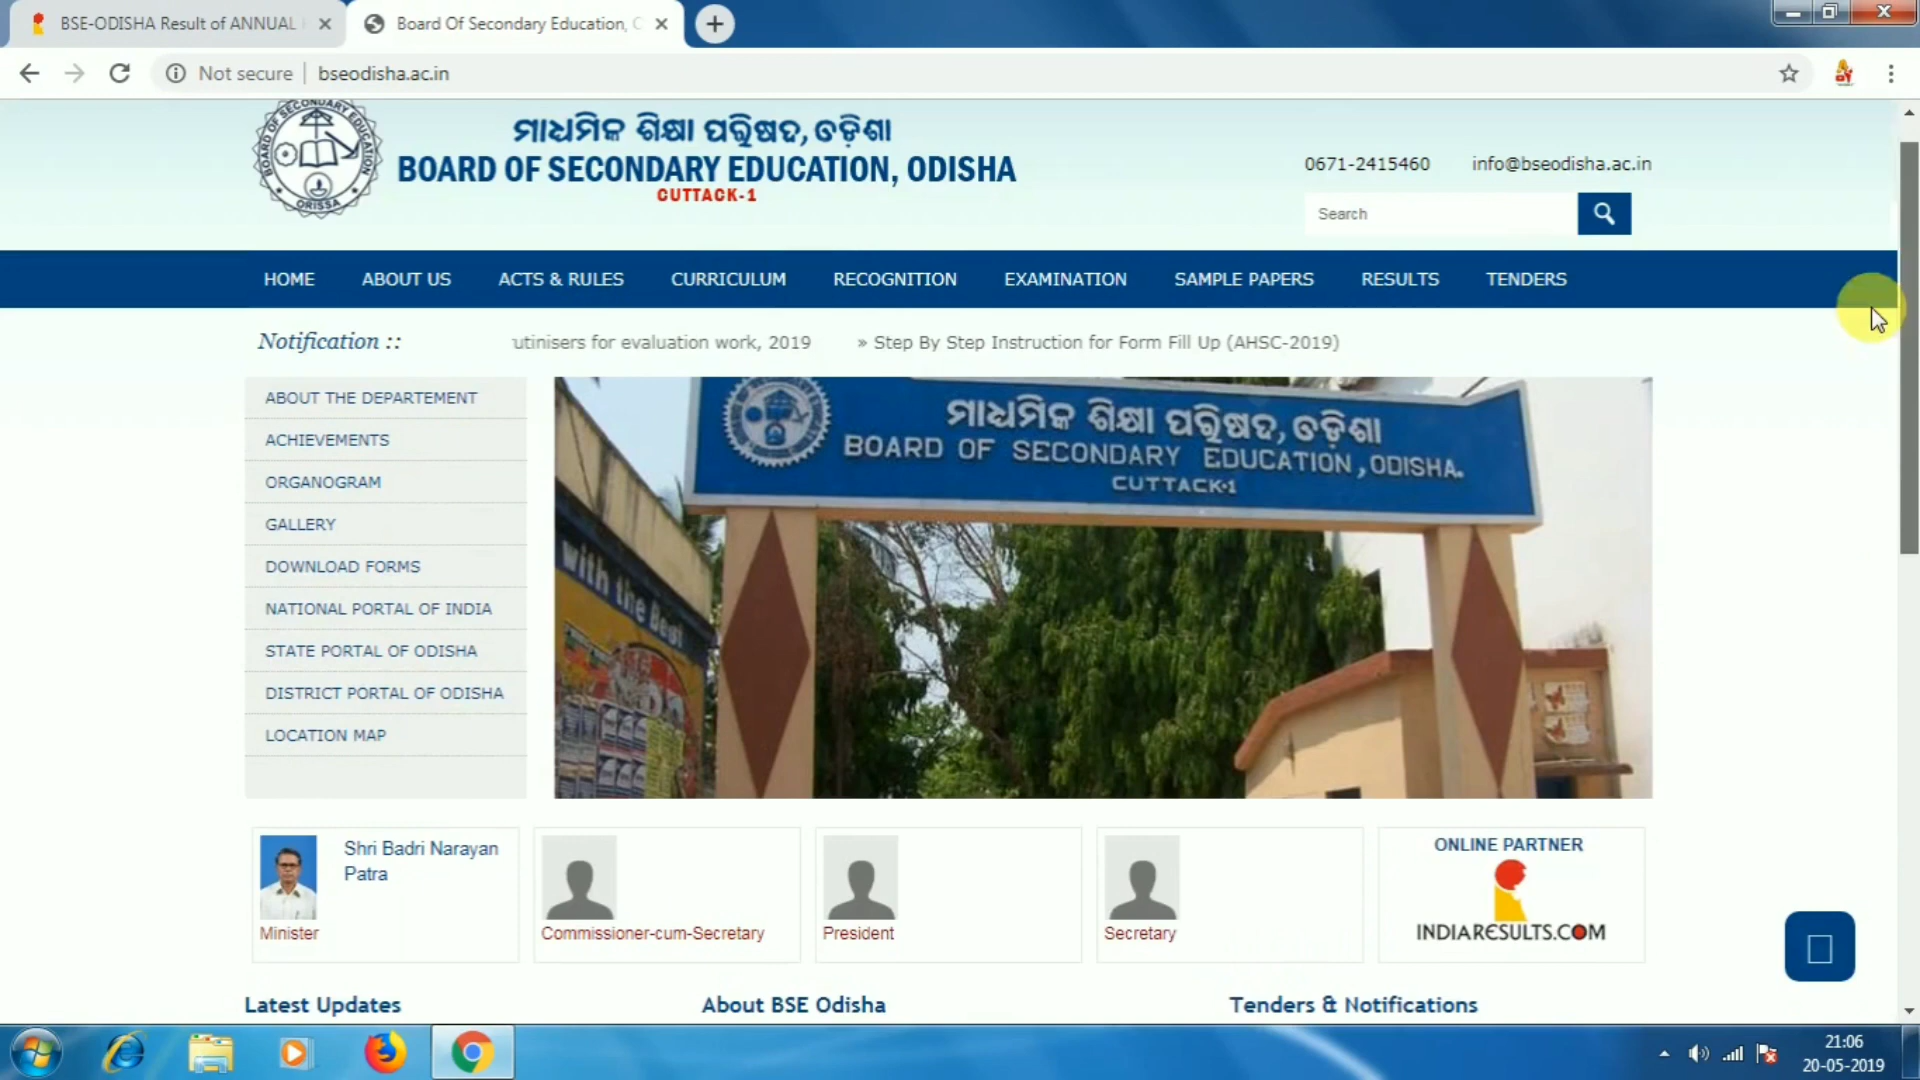 BSE-ODISHA Result of ANNUAL
Board Of Secondary Education,
Not secure
bseodisha.ac.in
BOARD OF SECONDARY EDUCATION
ORISSA
ମାଧ୍ୟମିକ ଶିକ୍ଷା ପରିଷଦ, ଓଡ଼ିଶା
BOARD OF SECONDARY EDUCATION, ODISHA
CUTTACK-1
0671-2415460 info@bseodisha.ac.in
Search
HOME ABOUT US ACTS & RULES CURRICULUM RECOGNITION EXAMINATION SAMPLE PAPERS RESULTS TENDERS
Notification :: utinisers for evaluation work, 2019 » Step By Step Instruction for Form Fill Up (AHSC-2019)
ABOUT THE DEPARTEMENT
ACHIEVEMENTS
ORGANOGRAM
GALLERY
DOWNLOAD FORMS
NATIONAL PORTAL OF INDIA
STATE PORTAL OF ODISHA
DISTRICT PORTAL OF ODISHA
LOCATION MAP
ମାଧ୍ୟମିକ ଶିକ୍ଷା ପରିଷଦ, ଓଡ଼ିଶା
BOARD OF SECONDARY EDUCATION, ODISHA.
CUTTACK-1
with the Best
Shri Badri Narayan
Patra
Minister
Commissioner-cum-Secretary
President
Secretary
ONLINE PARTNER
INDIARESULTS.COM
Latest Updates
About BSE Odisha
Tenders & Notifications
21:06
20-05-2019